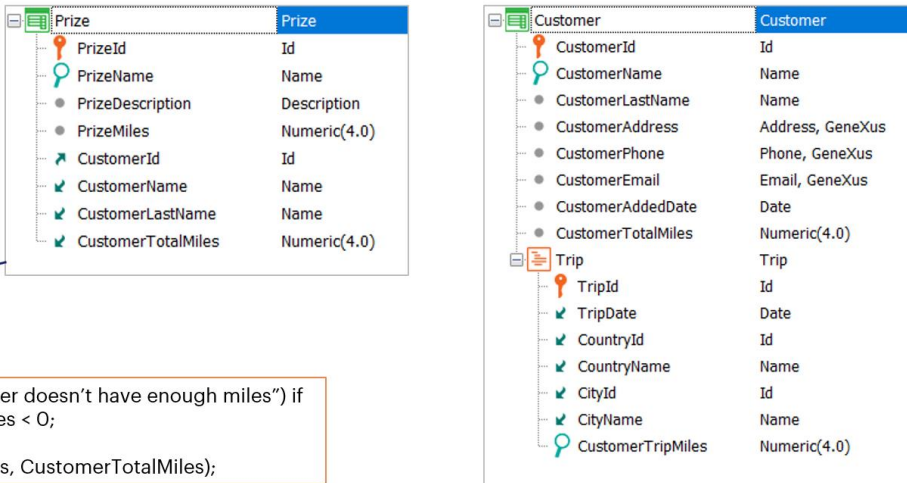 Prize Prize
PrizeId Id
PrizeName Name
PrizeDescription Description
PrizeMiles Numeric(4.0)
CustomerId Id
CustomerName Name
CustomerLastName Name
CustomerTotalMiles Numeric(4.0)
er doesn't have enough miles”) if
es < 0;
s, CustomerTotalMiles);
Customer Customer
CustomerId Id
CustomerName Name
CustomerLastName Name
CustomerAddress Address, GeneXus
CustomerPhone Phone, GeneXus
CustomerEmail Email, GeneXus
CustomerAddedDate Date
CustomerTotalMiles Numeric(4.0)
Trip Trip
TripId Id
TripDate Date
CountryId Id
CountryName Name
CityId Id
CityName Name
CustomerTripMiles Numeric(4.0)